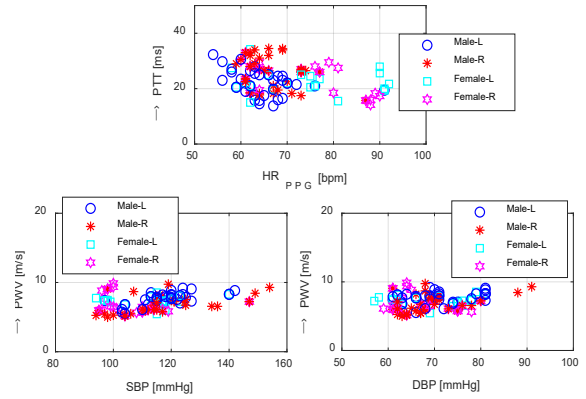 50
40
20
0
→ PTT [ms]
50
60
70
80
90
100
HR PPG [bpm]
Male-L
Male-R
Female-L
Female-R
20
10
0
→ PWV [m/s]
80
100
120
140
160
SBP [mmHg]
Male-L
Male-R
Female-L
Female-R
20
10
0
→ PWV [m/s]
50
60
70
80
90
100
DBP [mmHg]
Male-L
Male-R
Female-L
Female-R